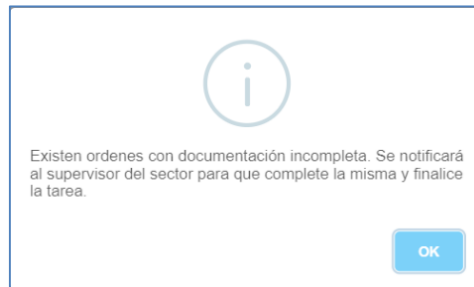 Existen ordenes con documentación incompleta. Se notificará
al supervisor del sector para que complete la misma y finalice
la tarea.
OK